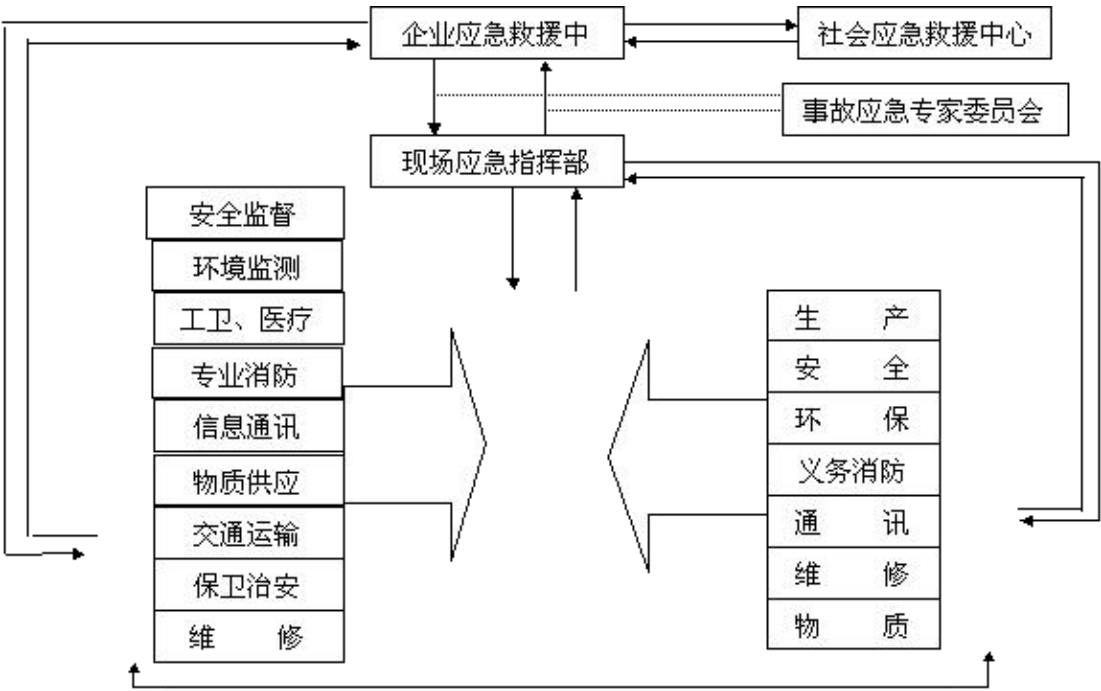 企业应急救援中
社会应急救援中心
事故应急专家委员会
现场应急指挥部
安全监督
环境监测
工卫、医疗
专业消防
信息通讯
物质供应
交通运输
保卫治安
维 修
生 产
安 全
环 保
义务消防
通 讯
维 修
物 质